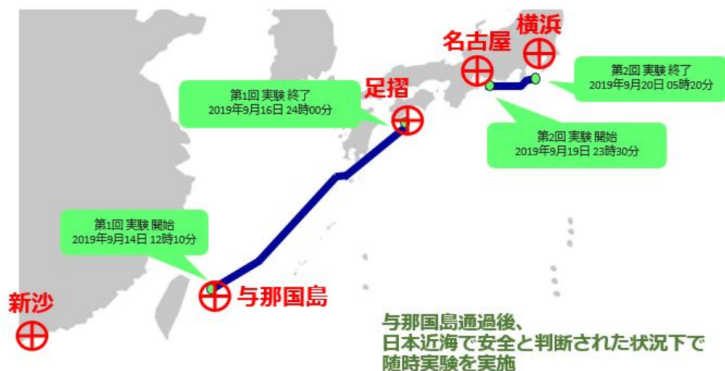 横浜
名古屋
第2回 実験 終了
2019年9月20日 05時20分
足摺
第1回 実験 終了
2019年9月16日 24時00分
第2回 実験 開始
2019年9月19日 23時30分
第1回 実験 開始
2019年9月14日 12時10分
与那国島
新沙
与那国島通過後、
日本近海で安全と判断された状況下で
随時実験を実施